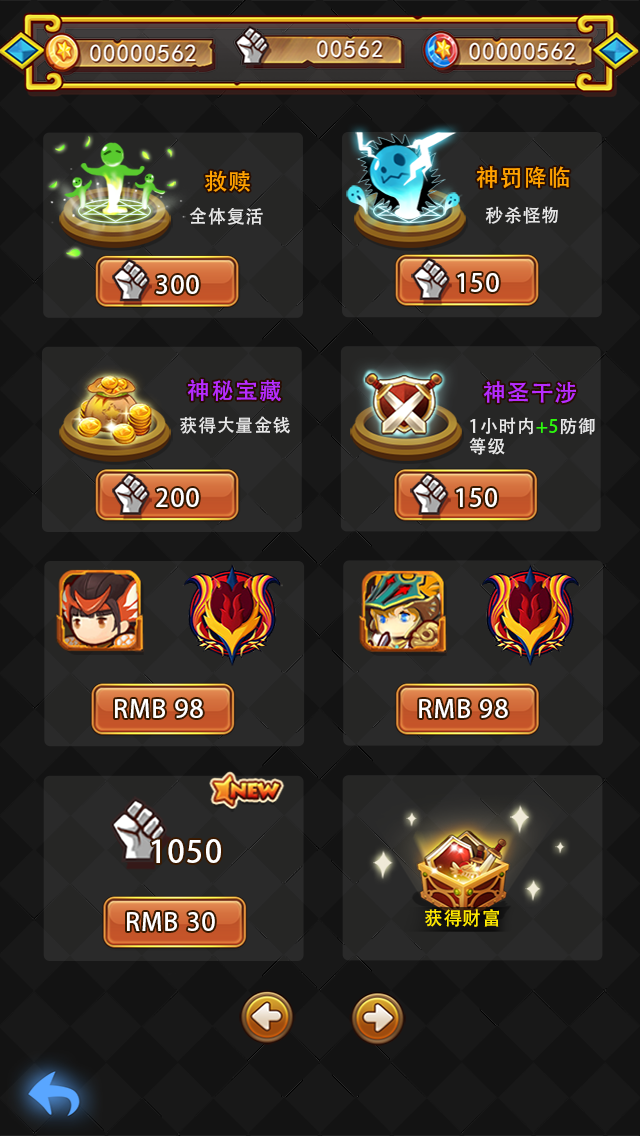 00000562
00562
00000562
救赎
全体复活
300
神罚降临
秒杀怪物
150
神秘宝藏
获得大量金钱
200
神圣干涉
1小时内+5防御
等级
150
RMB 98
RMB 98
NEW
1050
RMB 30
获得财富